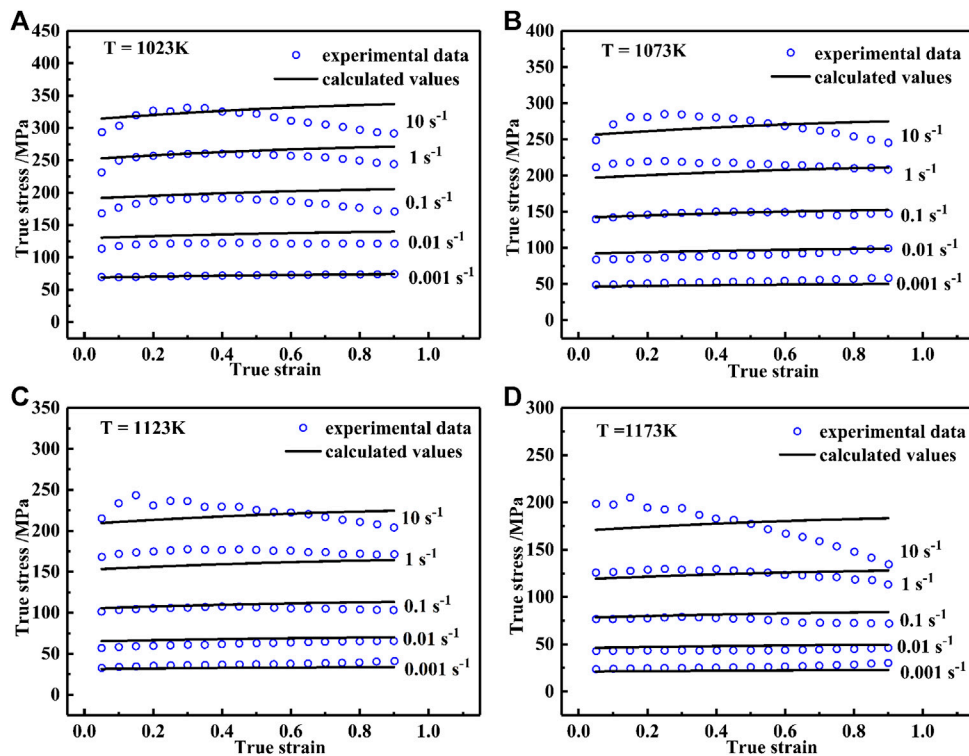 A
T = 1023K
experimental data
calculated values
10 s⁻¹
1 s⁻¹
0.1 s⁻¹
0.01 s⁻¹
0.001 s⁻¹
True stress /MPa
450
400
350
300
250
200
150
100
50
0
0.0 0.2 0.4 0.6 0.8 1.0
True strain
B
T = 1073K
experimental data
calculated values
10 s⁻¹
1 s⁻¹
0.1 s⁻¹
0.01 s⁻¹
0.001 s⁻¹
True stress /MPa
400
350
300
250
200
150
100
50
0
0.0 0.2 0.4 0.6 0.8 1.0
True strain
C
T = 1123K
experimental data
calculated values
10 s⁻¹
1 s⁻¹
0.1 s⁻¹
0.01 s⁻¹
0.001 s⁻¹
True stress/MPa
350
300
250
200
150
100
50
0
0.0 0.2 0.4 0.6 0.8 1.0
True strain
D
T =1173K
experimental data
calculated values
10 s⁻¹
1 s⁻¹
0.1 s⁻¹
0.01 s⁻¹
0.001 s⁻¹
True stress/MPa
300
250
200
150
100
50
0
0.0 0.2 0.4 0.6 0.8 1.0
True strain